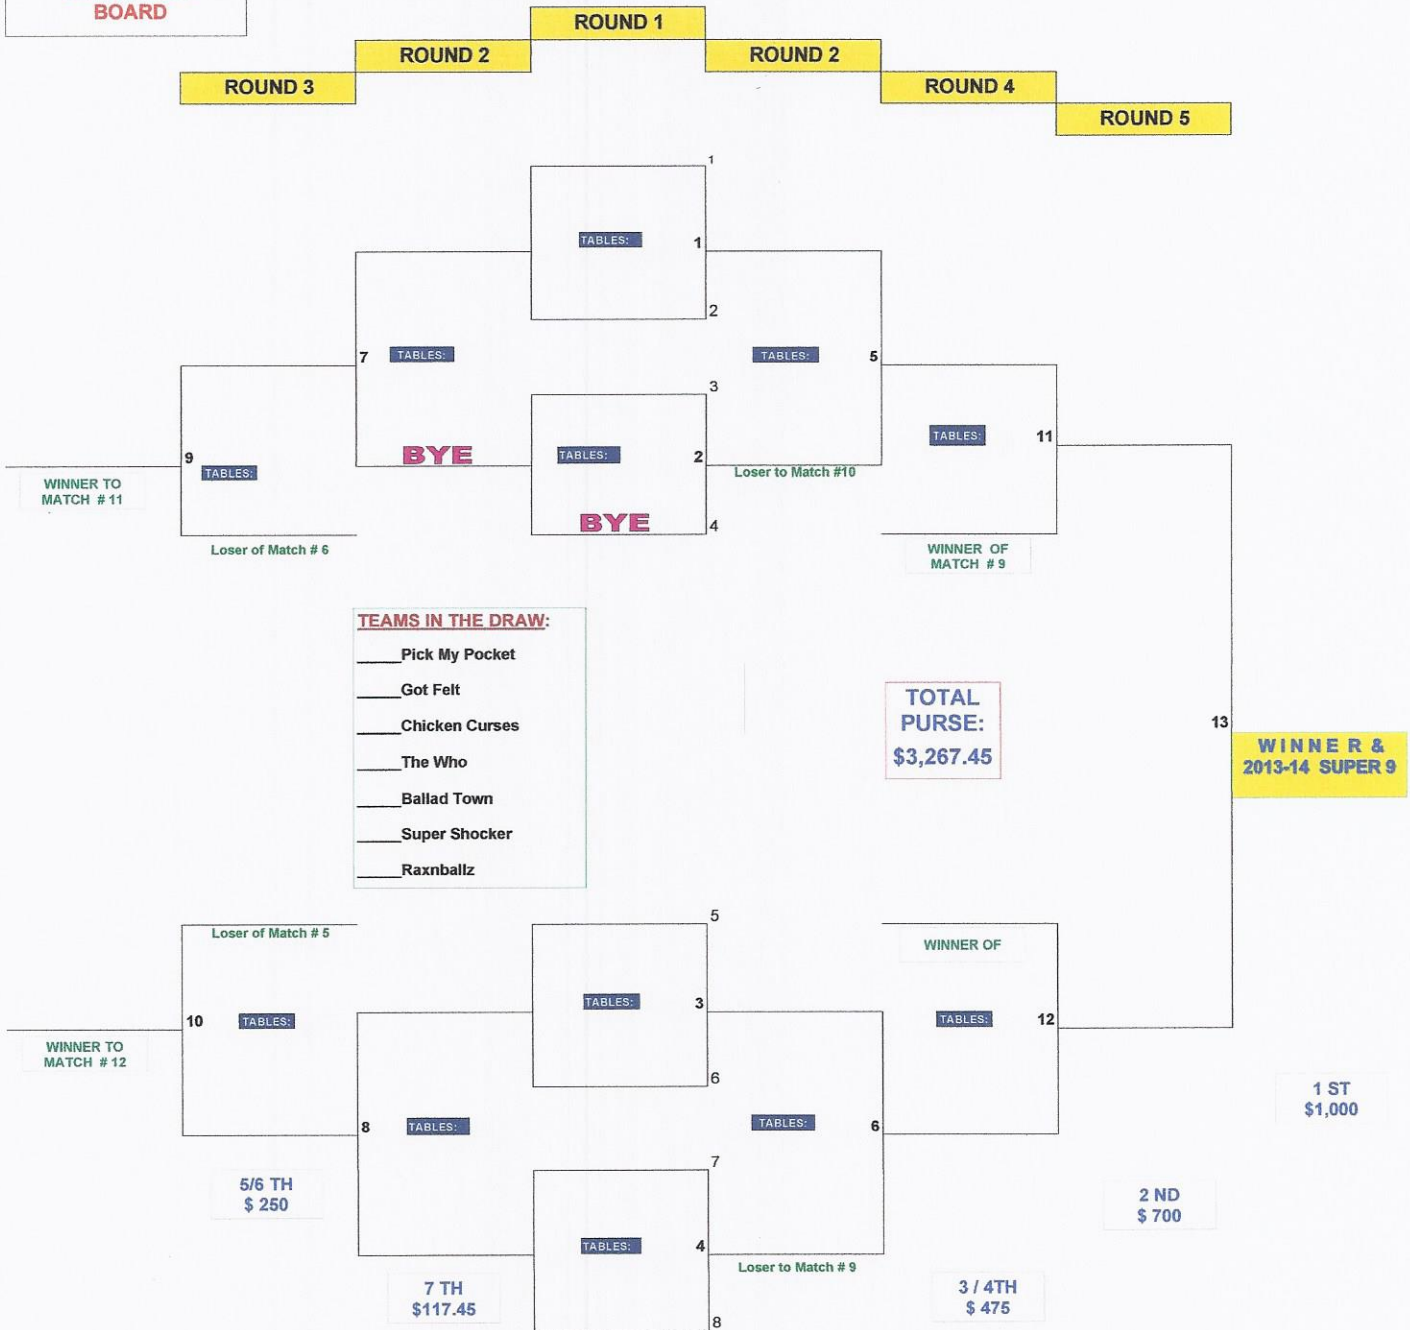 BOARD
ROUND 1
ROUND 2
ROUND 2
ROUND 3
ROUND 4
ROUND 5
1
TABLES: 1
2
7 TABLES:
TABLES: 5
3
9
TABLES:
BYE
TABLES: 2
Loser to Match #10
TABLES: 11
WINNER TO
MATCH # 11
BYE
4
Loser of Match # 6
WINNER OF
MATCH # 9
TEAMS IN THE DRAW:
_____Pick My Pocket
_____Got Felt
_____Chicken Curses
_____The Who
_____Ballad Town
_____Super Shocker
_____Raxnballz
TOTAL
PURSE:
$3,267.45
13
WINNER &
2013-14 SUPER 9
5
Loser of Match # 5
WINNER OF
TABLES: 3
10 TABLES:
TABLES: 12
WINNER TO
MATCH # 12
6
8 TABLES:
TABLES: 6
7
1 ST
$1,000
5/6 TH
$ 250
2 ND
$ 700
TABLES: 4
Loser to Match # 9
7 TH
$117.45
3 / 4TH
$ 475
8